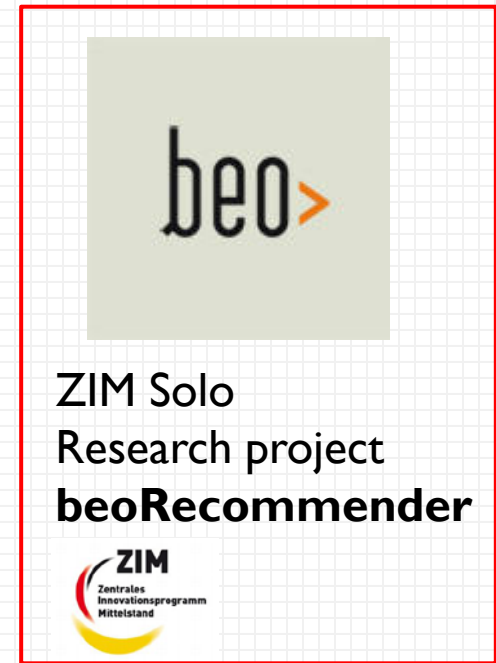 beo>
ZIM Solo
Research project
beoRecommender
ZIM
Zentrales
Innovationsprogramm
Mittelstand